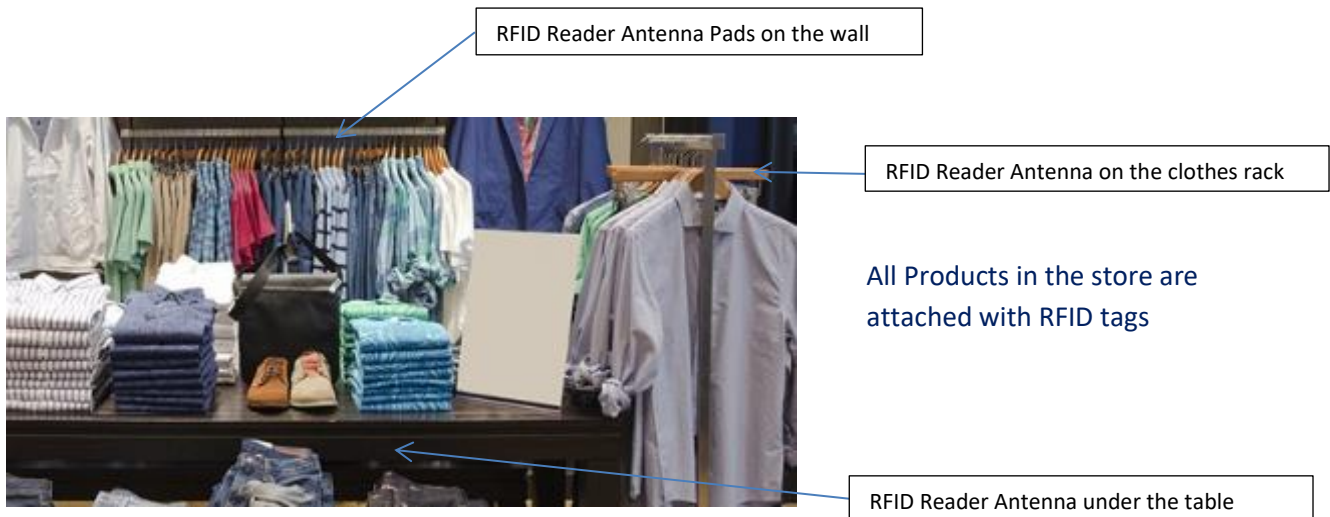 RFID Reader Antenna Pads on the wall
RFID Reader Antenna on the clothes rack
All Products in the store are
attached with RFID tags
RFID Reader Antenna under the table